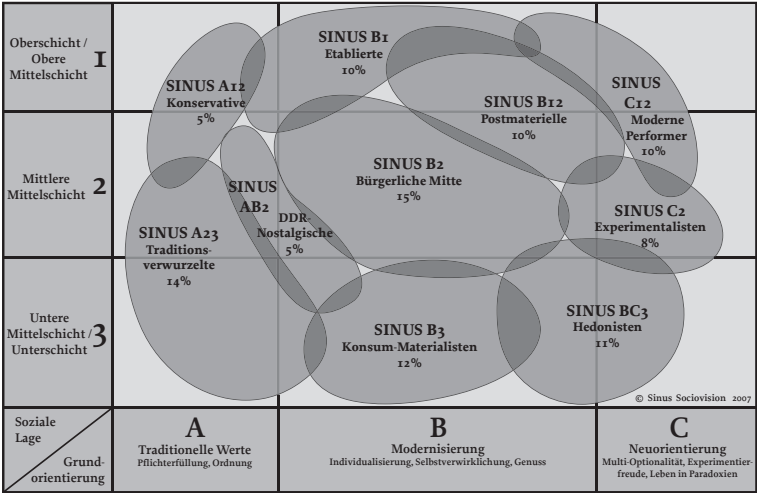 Oberschicht /
Obere
Mittelschicht
1
Mittlere
Mittelschicht
2
Untere
Mittelschicht /
Unterschicht
3
SINUS A12
Konservative
5%
SINUS B1
Etablierte
10%
SINUS B12
Postmaterielle
10%
SINUS
C12
Moderne
Performer
10%
SINUS
AB2
DDR-
Nostalgische
5%
SINUS B2
Bürgerliche Mitte
15%
SINUS C2
Experimentalisten
8%
SINUS A23
Traditions-
verwurzelte
14%
SINUS B3
Konsum-Materialisten
12%
SINUS BC3
Hedonisten
11%
© Sinus Sociovision 2007
Soziale
Lage
Grund-
orientierung
A
Traditionelle Werte
Pflichterfüllung, Ordnung
B
Modernisierung
Individualisierung, Selbstverwirklichung, Genuss
C
Neuorientierung
Multi-Optionalität, Experimentier-
freude, Leben in Paradoxien